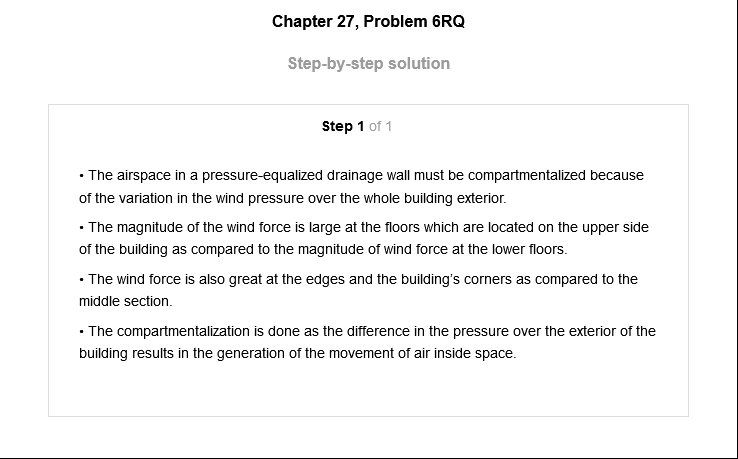 Chapter 27, Problem 6RQ
Step-by-step solution
Step 1 of 1
• The airspace in a pressure-equalized drainage wall must be compartmentalized because
of the variation in the wind pressure over the whole building exterior.
• The magnitude of the wind force is large at the floors which are located on the upper side
of the building as compared to the magnitude of wind force at the lower floors.
• The wind force is also great at the edges and the building's corners as compared to the
middle section.
• The compartmentalization is done as the difference in the pressure over the exterior of the
building results in the generation of the movement of air inside space.